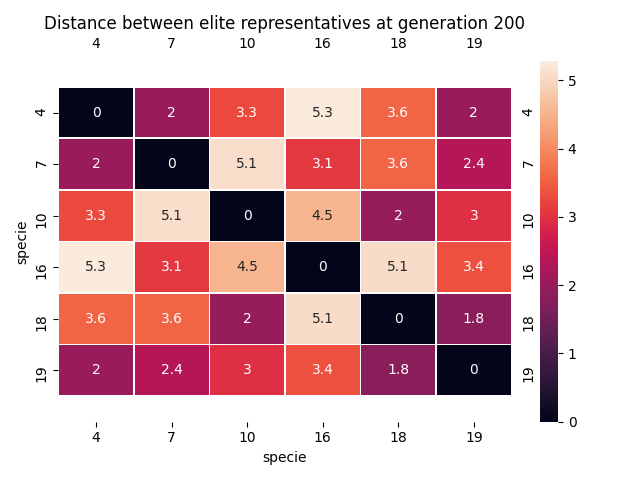 Distance between elite representatives at generation 200
4 7 10 16 18 19
4 0 2 3.3 5.3 3.6 2 4
7 2 0 5.1 3.1 3.6 2.4 7
10 3.3 5.1 0 4.5 2 3 10
16 5.3 3.1 4.5 0 5.1 3.4 16
18 3.6 3.6 2 5.1 0 1.8 18
19 2 2.4 3 3.4 1.8 0 19
specie
4 7 10 16 18 19
specie
5
4
3
2
1
0